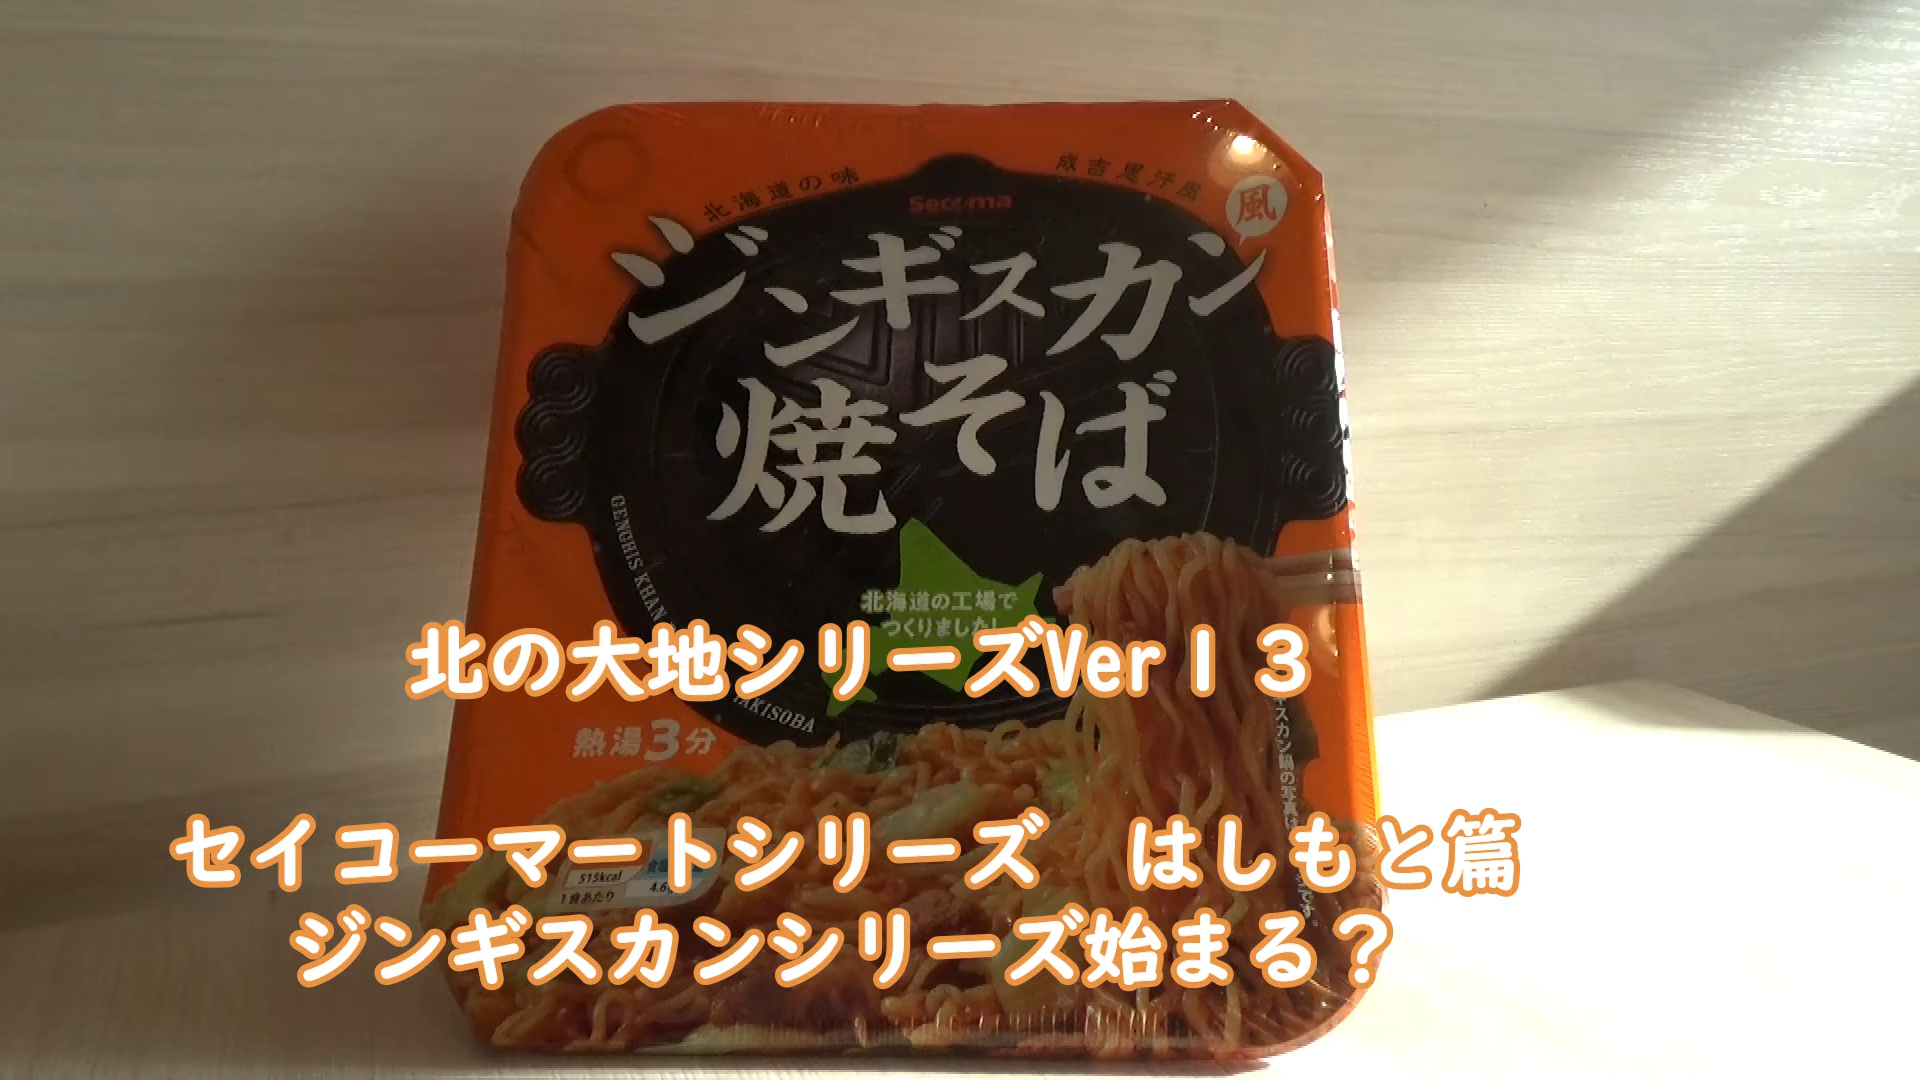 北海道の味
成吉思汗風
Secoma
風
ジンギスカン
焼そば
GENGHIS KHAN
YAKISOBA
北海道の工場で
つくりました!
熱湯3分
北の大地シリーズVer１３
セイコーマートシリーズ　はしもと篇
515kcal
1食あたり
ジンギスカンシリーズ始まる？